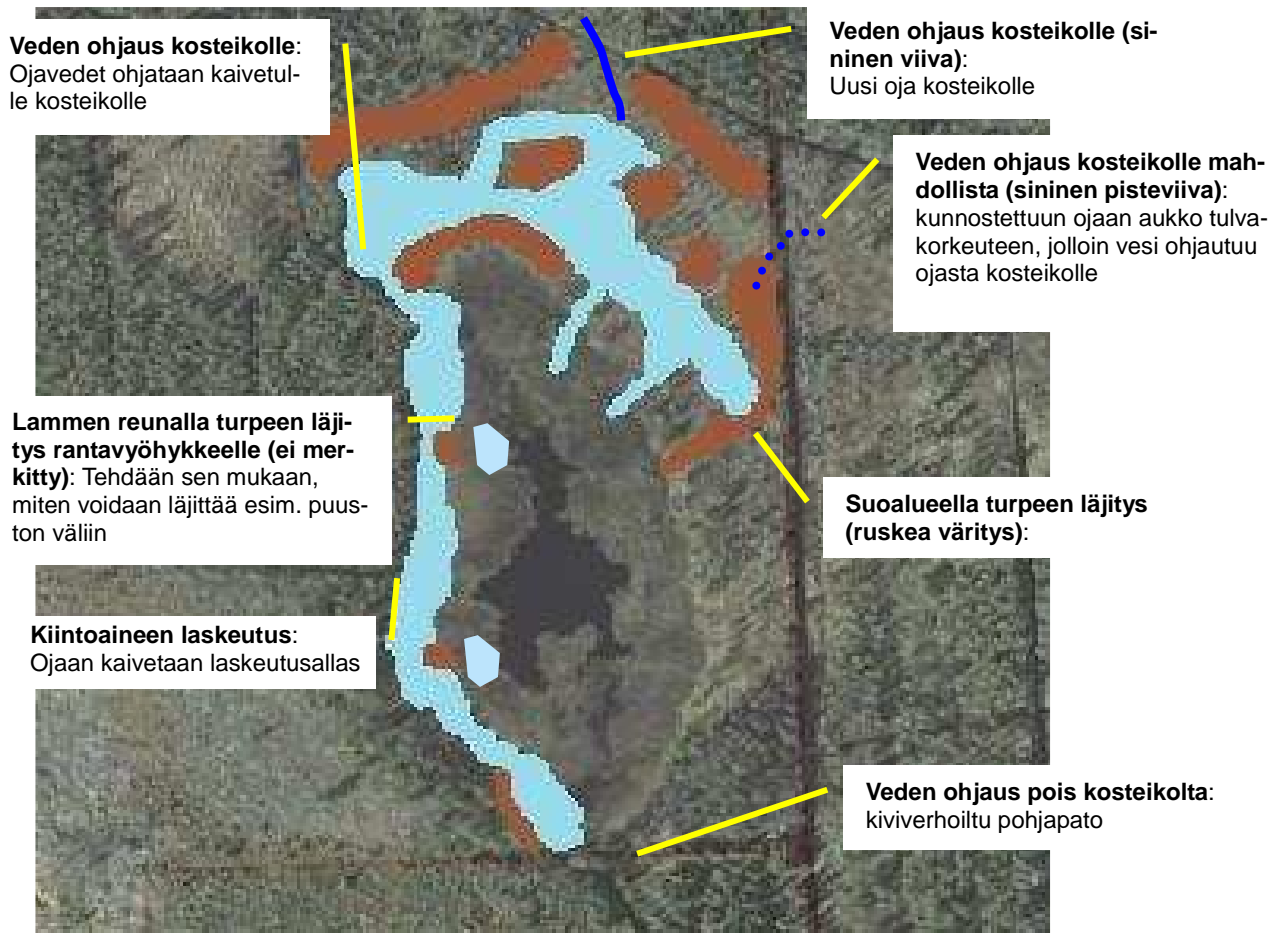 Veden ohjaus kosteikolle:
Ojavedet ohjataan kaivetul-
le kosteikolle
Veden ohjaus kosteikolle (si-
ninen viiva):
Uusi oja kosteikolle
Veden ohjaus kosteikolle mah-
dollista (sininen pisteviiva):
kunnostettuun ojaan aukko tulva-
korkeuteen, jolloin vesi ohjautuu
ojasta kosteikolle
Lammen reunalla turpeen läji-
tys rantavyöhykkeelle (ei mer-
kitty): Tehdään sen mukaan,
miten voidaan läjittää esim. puus-
ton väliin
Suoalueella turpeen läjitys
(ruskea väritys):
Kiintoaineen laskeutus:
Ojaan kaivetaan laskeutusallas
Veden ohjaus pois kosteikolta:
kiviverhoiltu pohjapato